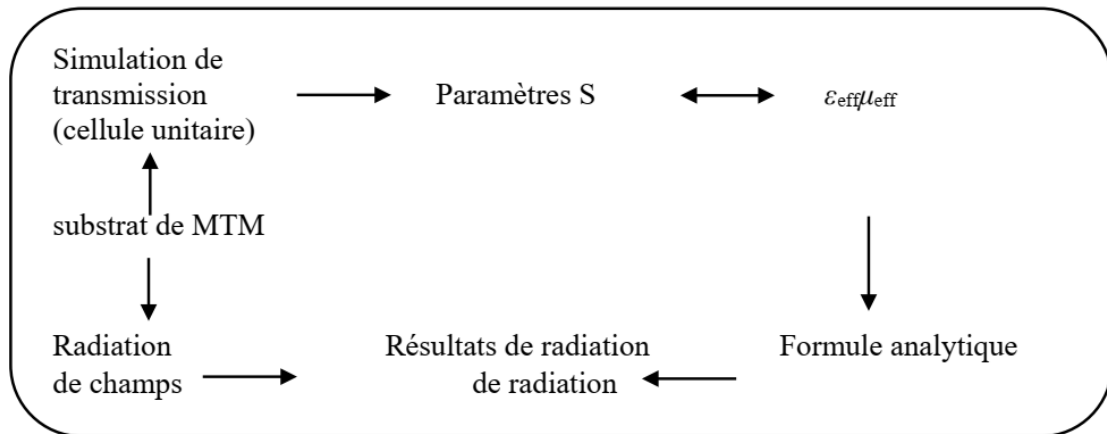 Simulation de
transmission
(cellule unitaire)
Paramètres S
εeffμeff
substrat de MTM
Radiation
de champs
Résultats de radiation
de radiation
Formule analytique